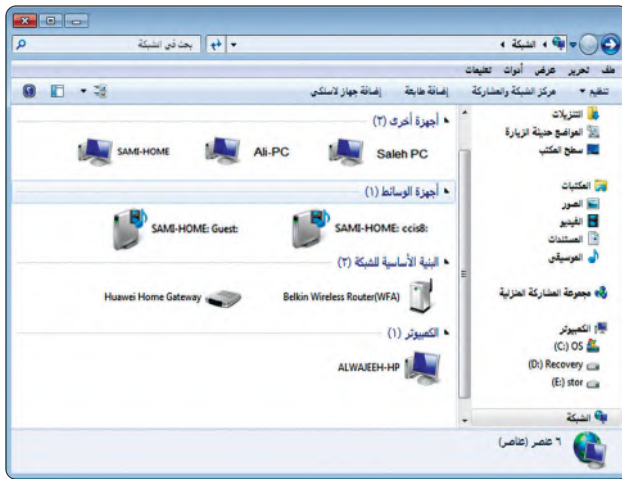 الشبكة
بحث في الشبكة
ملف تحرير عرض أدوات تعليمات
تنظيم مركز الشبكة والمشاركة إضافة طابعة إضافة جهاز لاسلكي
التنزيلات
المواضع حديثة الزيارة
سطح المكتب
المكتبات
الصور
الفيديو
المستندات
الموسيقى
مجموعة المشاركة المنزلية
الكمبيوتر
(C:) OS
(D:) Recovery
(E:) stor
الشبكة
أجهزة أخرى (٣)
Saleh PC
Ali-PC
SAMI-HOME
أجهزة الوسائط (١)
SAMI-HOME: ccis8:
SAMI-HOME: Guest:
البنية الأساسية للشبكة (٢)
Belkin Wireless Router(WFA)
Huawei Home Gateway
الكمبيوتر (١)
ALWAJEEH-HP
٦ عنصر (عناصر)